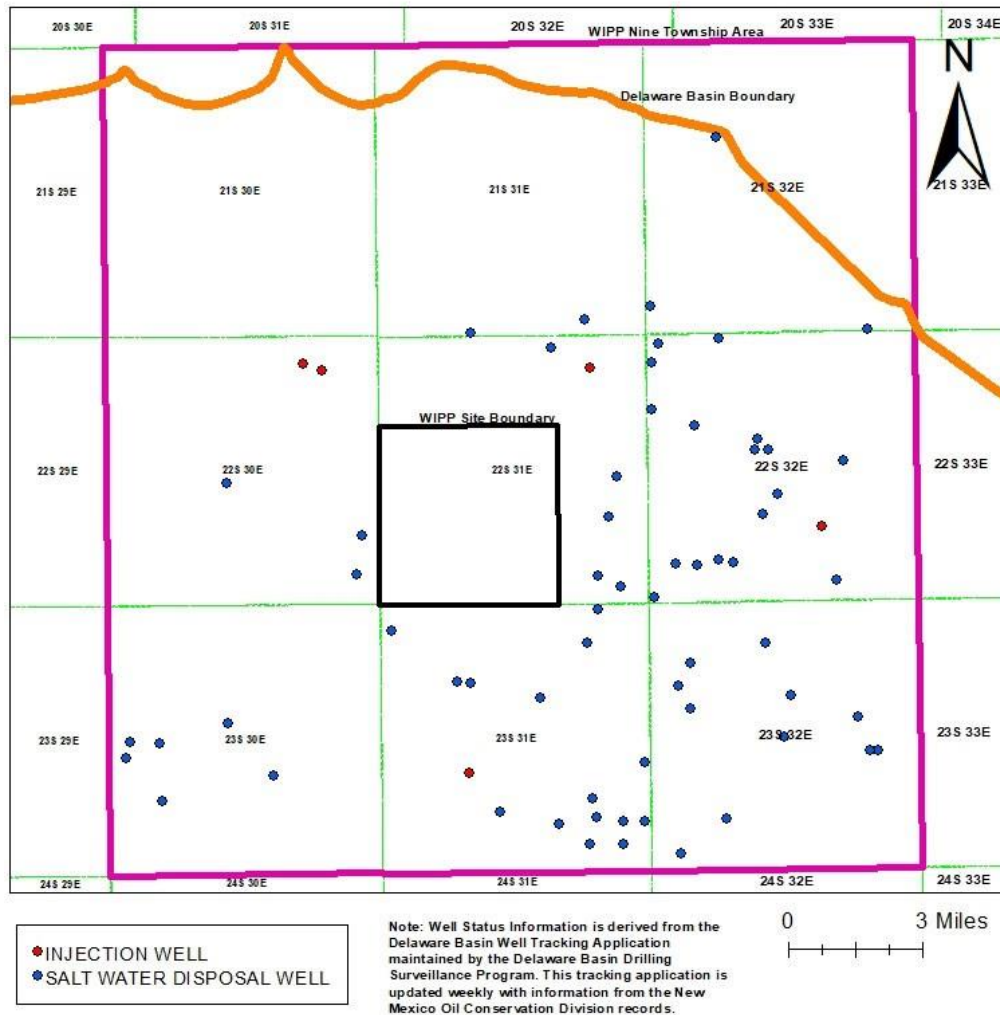 20S 30E
20S 31E
20S 32E
20S 33E
20S 34E
WIPP Nine Township Area
N
Delaware Basin Boundary
21S 29E
21S 30E
21S 31E
21S 32E
21S 33E
WIPP Site Boundary
22S 29E
22S 30E
22S 31E
22S 32E
22S 33E
23S 29E
23S 30E
23S 31E
23S 32E
23S 33E
24S 29E
24S 30E
24S 31E
24S 32E
24S 33E
INJECTION WELL
SALT WATER DISPOSAL WELL
Note: Well Status Information is derived from the
Delaware Basin Well Tracking Application
maintained by the Delaware Basin Drilling
Surveillance Program. This tracking application is
updated weekly with information from the New
Mexico Oil Conservation Division records.
0 3 Miles